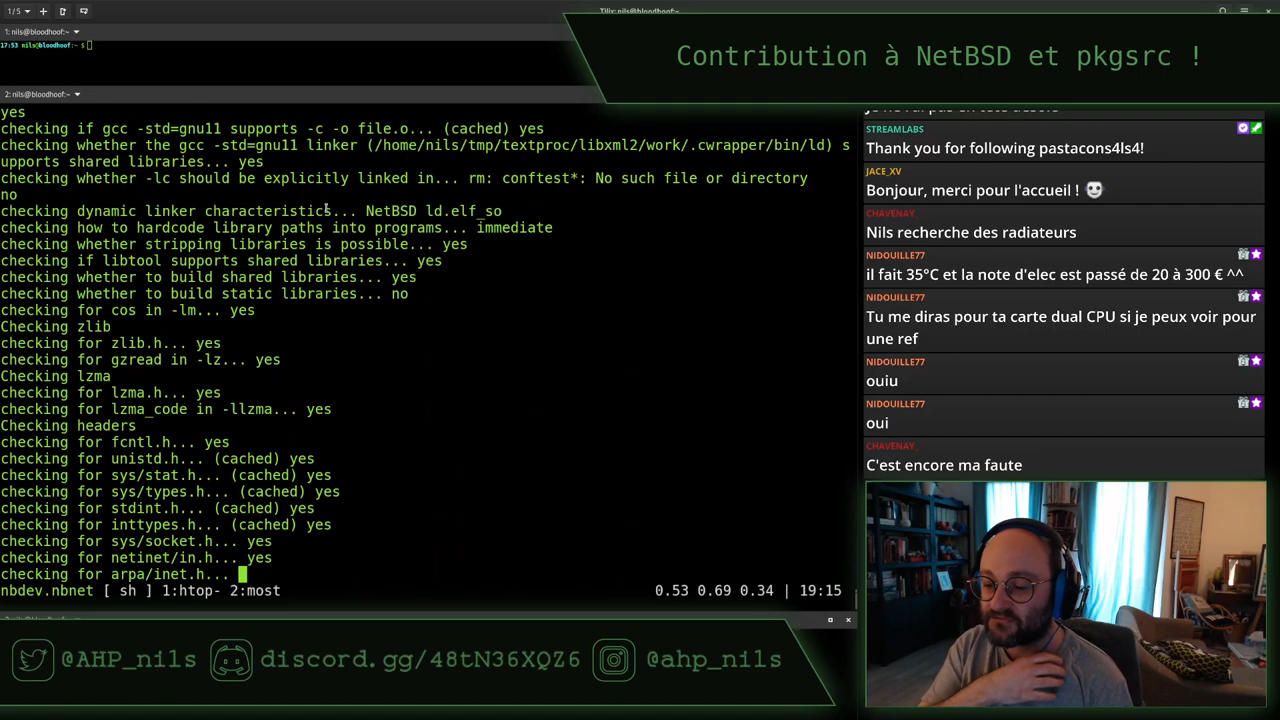 1/5
Tilix: nils@bloodhoof:~
1: nils@bloodhoof:~
17:53 nils@bloodhoof:~ $
Contribution à NetBSD et pkgsrc !
2: nils@bloodhoof:~
yes
checking if gcc -std=gnu11 supports -c -o file.o... (cached) yes
checking whether the gcc -std=gnu11 linker (/home/nils/tmp/textproc/libxml2/work/.cwrapper/bin/ld) s
upports shared libraries... yes
checking whether -lc should be explicitly linked in... rm: conftest*: No such file or directory
no
checking dynamic linker characteristics... NetBSD ld.elf_so
checking how to hardcode library paths into programs... immediate
checking whether stripping libraries is possible... yes
checking if libtool supports shared libraries... yes
checking whether to build shared libraries... yes
checking whether to build static libraries... no
checking for cos in -lm... yes
Checking zlib
checking for zlib.h... yes
checking for gzread in -lz... yes
Checking lzma
checking for lzma.h... yes
checking for lzma_code in -llzma... yes
Checking headers
checking for fcntl.h... yes
checking for unistd.h... (cached) yes
checking for sys/stat.h... (cached) yes
checking for sys/types.h... (cached) yes
checking for stdint.h... (cached) yes
checking for inttypes.h... (cached) yes
checking for sys/socket.h... yes
checking for netinet/in.h... yes
checking for arpa/inet.h...
nbdev.nbnet [ sh ] 1:htop- 2:most 0.53 0.69 0.34 | 19:15
STREAMLABS
Thank you for following pastacons4ls4!
JACE_XV
Bonjour, merci pour l'accueil !
CHAVENAY_
Nils recherche des radiateurs
NIDOUILLE77
il fait 35°C et la note d'elec est passé de 20 à 300 € ^^
NIDOUILLE77
Tu me diras pour ta carte dual CPU si je peux voir pour
une ref
NIDOUILLE77
ouiu
NIDOUILLE77
oui
CHAVENAY_
C'est encore ma faute
@AHP_nils discord.gg/48tN36XQZ6 @ahp_nils